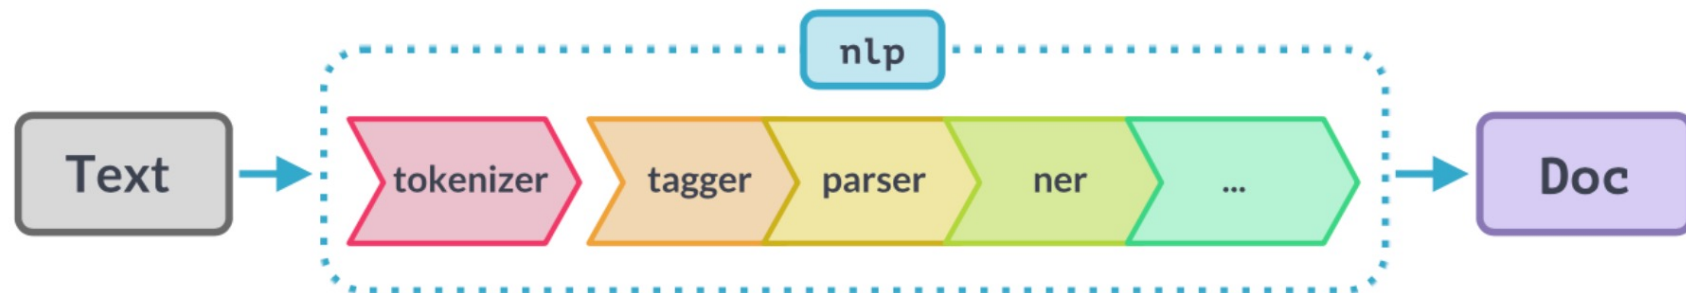 nlp
Text
tokenizer
tagger
parser
ner
...
Doc